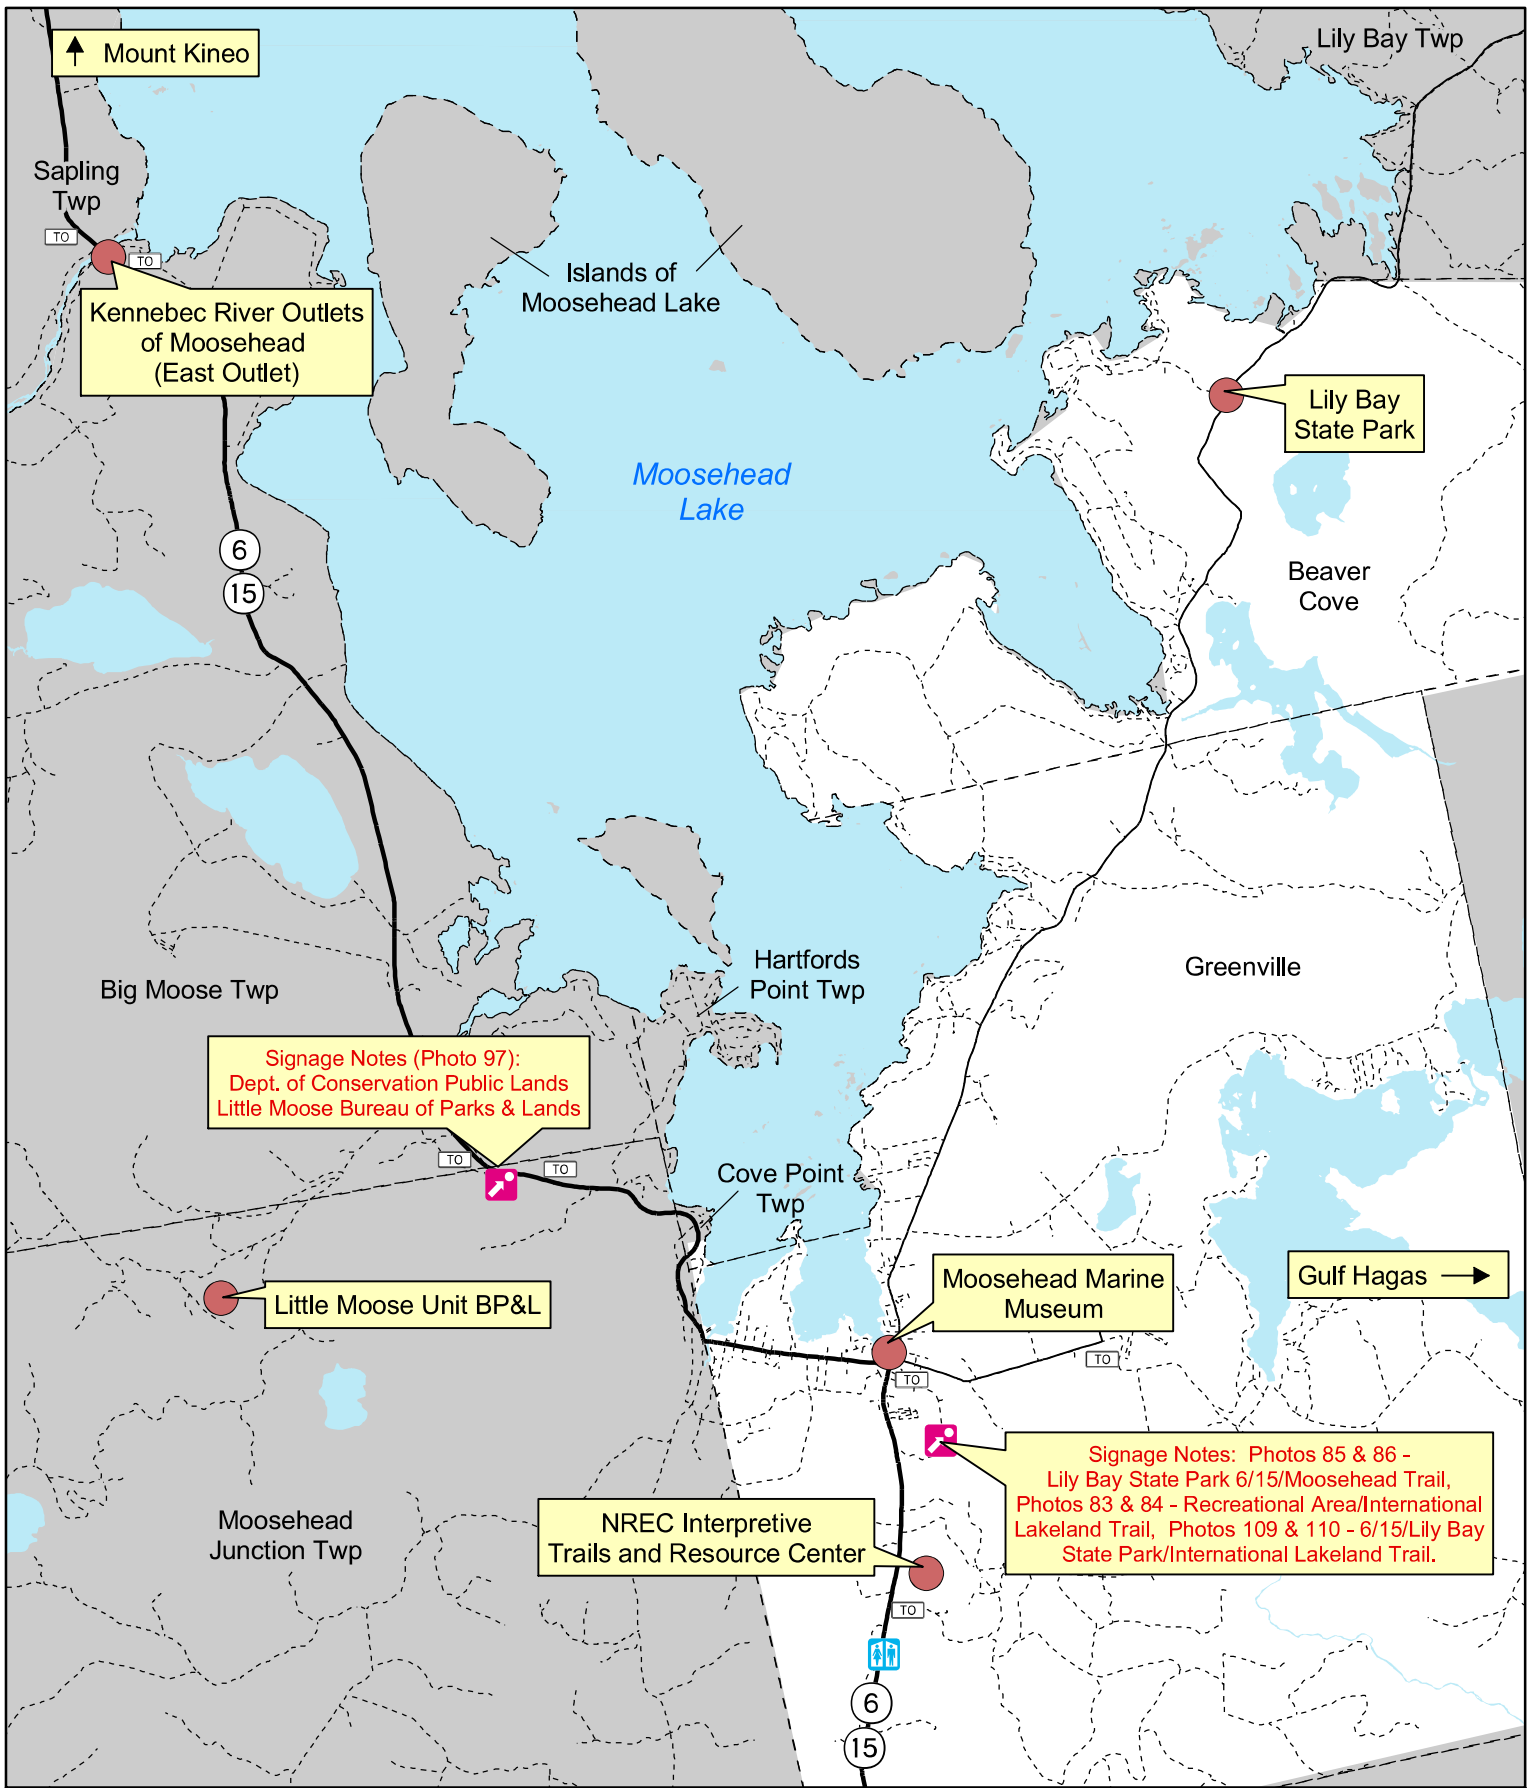 Mount Kineo
Lily Bay Twp
Sapling
Twp
TO
TO
Islands of
Moosehead Lake
Kennebec River Outlets
of Moosehead
(East Outlet)
Lily Bay
State Park
Moosehead
Lake
6
15
Beaver
Cove
Hartfords
Point Twp
Greenville
Big Moose Twp
Signage Notes (Photo 97):
Dept. of Conservation Public Lands
Little Moose Bureau of Parks & Lands
TO
TO
Cove Point
Twp
Moosehead Marine
Museum
Gulf Hagas
Little Moose Unit BP&L
TO
TO
Signage Notes: Photos 85 & 86 -
Lily Bay State Park 6/15/Moosehead Trail,
Photos 83 & 84 - Recreational Area/International
Lakeland Trail, Photos 109 & 110 - 6/15/Lily Bay
State Park/International Lakeland Trail.
Moosehead
Junction Twp
NREC Interpretive
Trails and Resource Center
TO
6
15